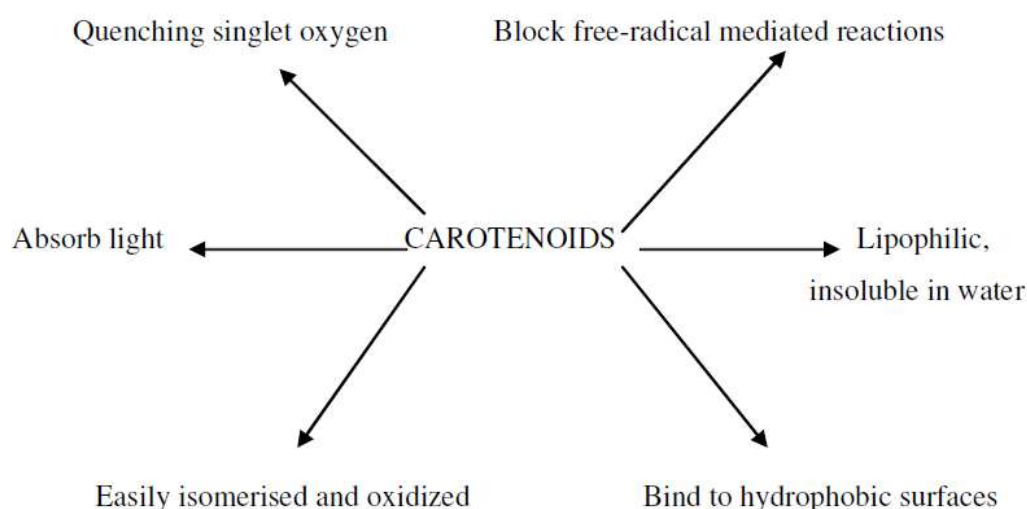 Quenching singlet oxygen
Block free-radical mediated reactions
Absorb light
CAROTENOIDS
Lipophilic,
insoluble in water
Easily isomerised and oxidized
Bind to hydrophobic surfaces